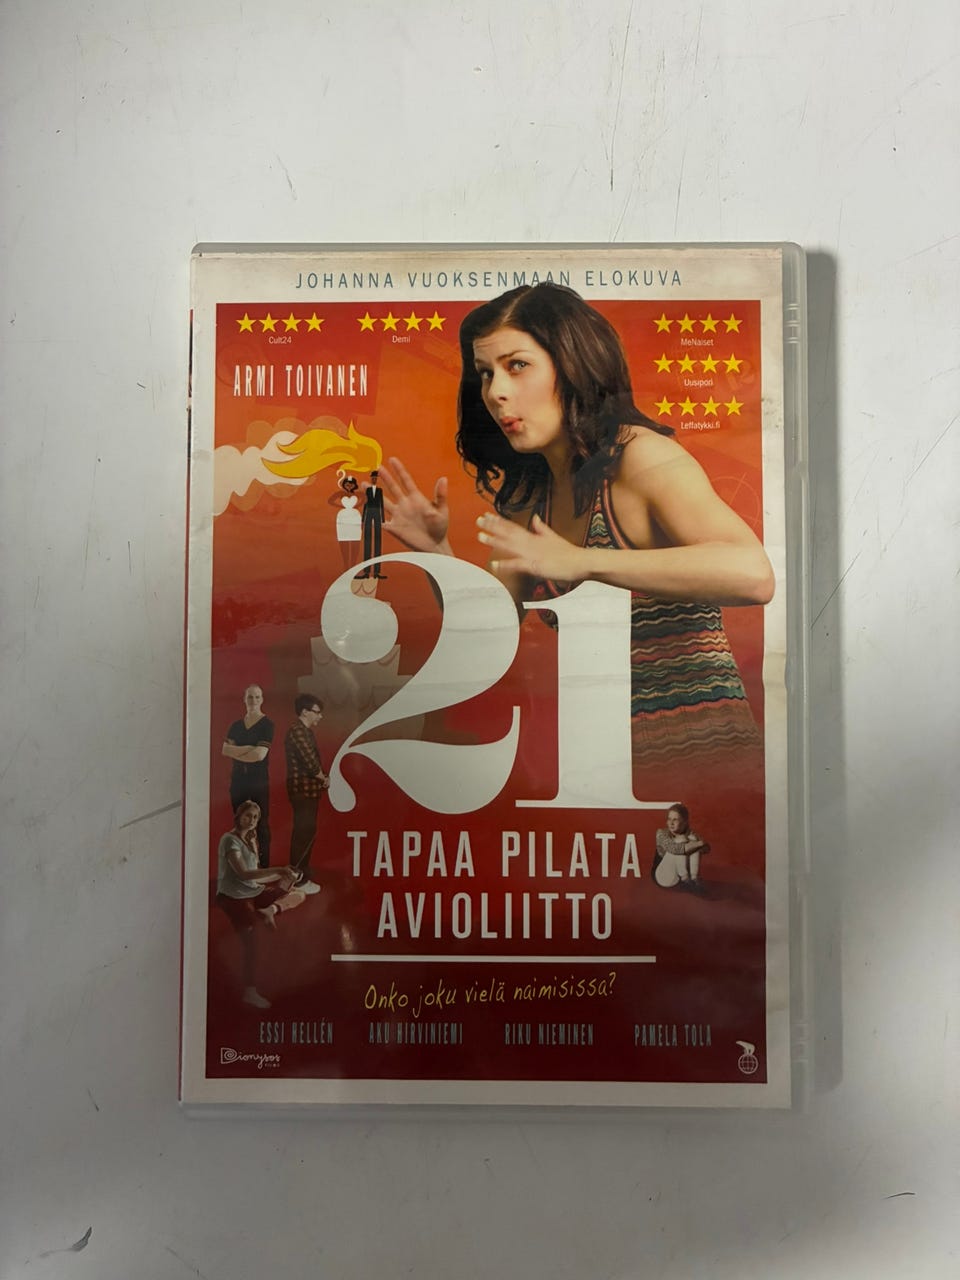 JOHANNA VUOKSENMAAN ELOKUVA
Cult24
Demi
MeNaiset
Uusipori
Leffatykki.fi
ARMI TOIVANEN
21
TAPAA PILATA
AVIOLIITTO
Onko joku vielä naimisissa?
ESSI HELLÉN AKU HIRVINIEMI RIKU NIEMINEN PAMELA TOLA
Dionysos
FILMS